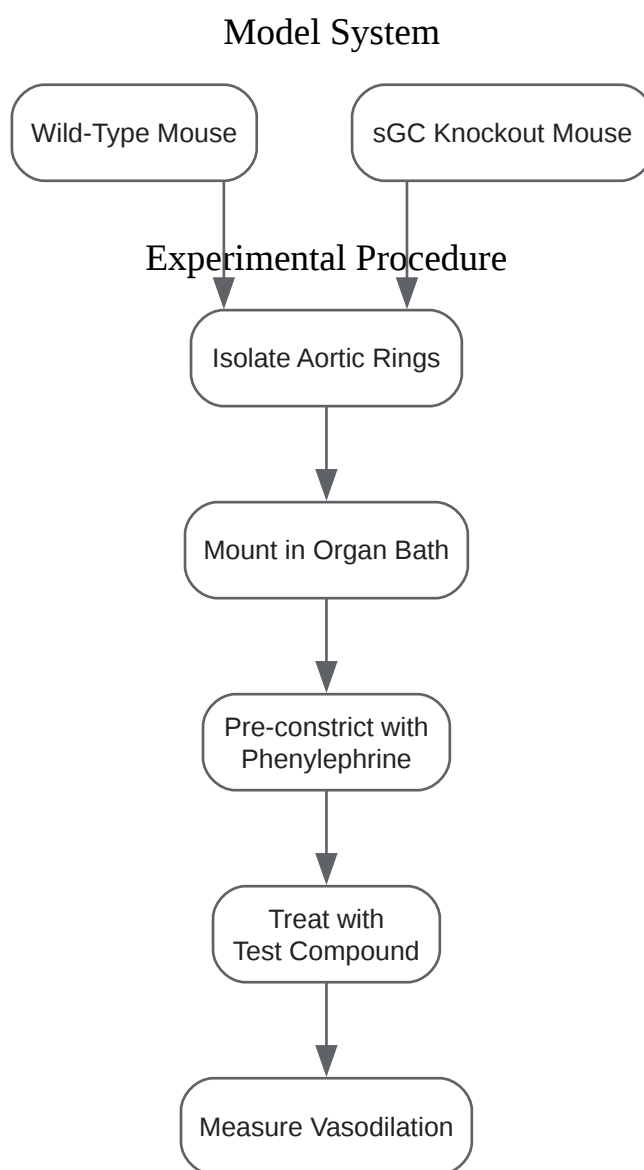 Model System
Wild-Type Mouse
sGC Knockout Mouse
Experimental Procedure
Isolate Aortic Rings
Mount in Organ Bath
Pre-constrict with
Phenylephrine
Treat with
Test Compound
Measure Vasodilation